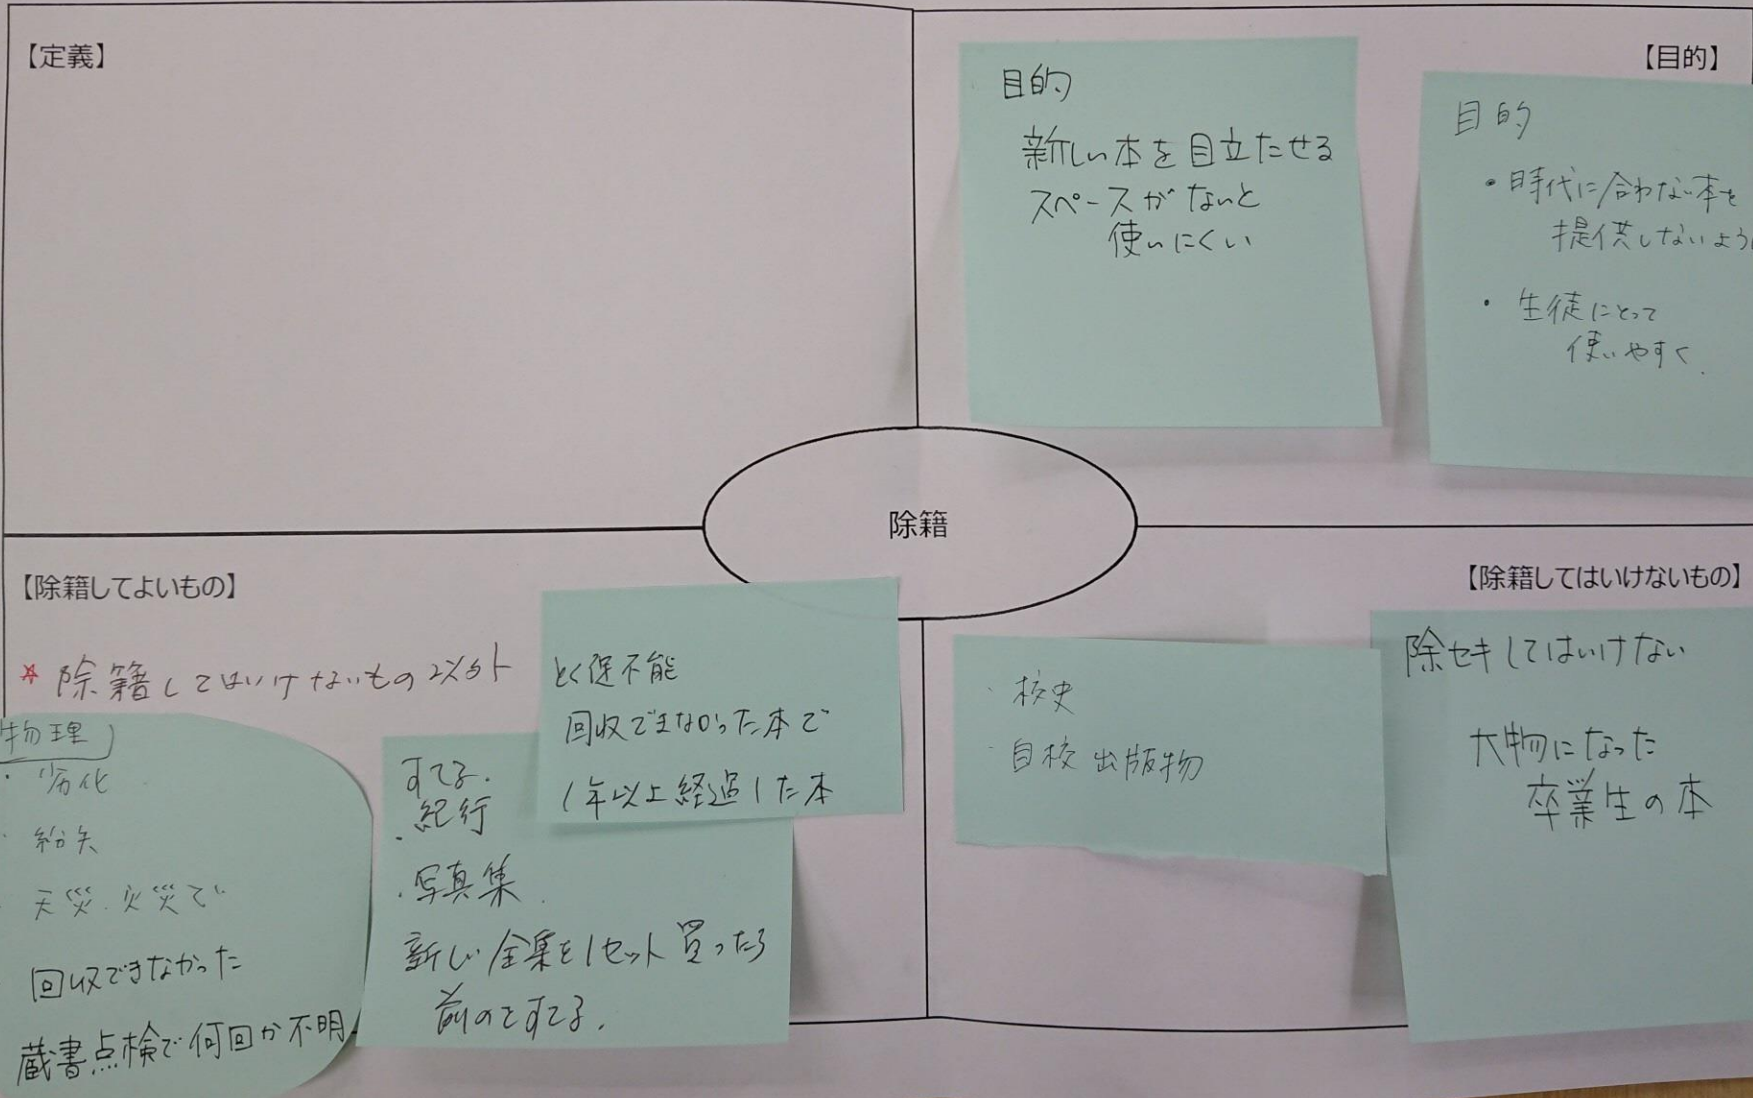 【定義】
【目的】
目的
新しい本を目立たせる
スペースがないと
使いにくい
目的
・時代に合わない本を
提供しないよう
・生徒にとって
使いやすく
除籍
【除籍してよいもの】
* 除籍してはいけないもの以外
物理
・劣化
・紛失
・天災.火災で
回収できなかった
蔵書点検で何回か不明
すてる.
・紀行
・写真集
新しい全集を1セット買ったら
前のはすてる.
とく促不能
回収できなかった本で
1年以上経過した本
【除籍してはいけないもの】
・校史
・自校出版物
除セキしてはいけない
大物になった
卒業生の本